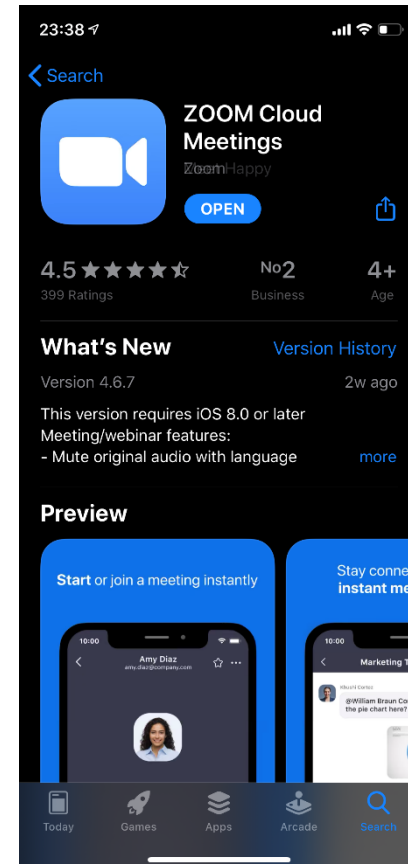 23:38
Search
ZOOM Cloud
Meetings
Zoom
Happy
OPEN
4.5
No2
4+
399 Ratings
Business
Age
What's New
Version History
Version 4.6.7
2w ago
This version requires iOS 8.0 or later
Meeting/webinar features:
- Mute original audio with language
more
Preview
Start or join a meeting instantly
Stay conne
instant me
10:00
Amy Diaz
amy.diaz@company.com
10:00
Marketing T
@William Braun Co
the pie chart here?
Today
Games
Apps
Arcade
Search